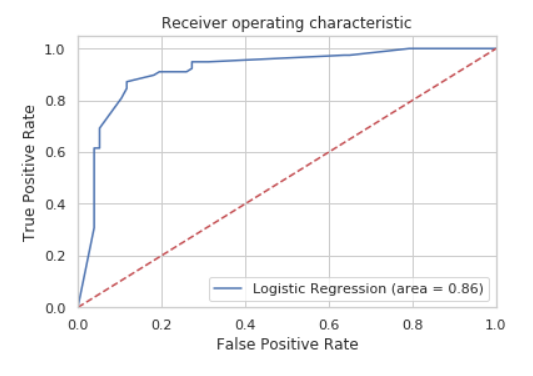 Receiver operating characteristic
1.0
0.8
0.6
0.4
0.2
0.0
True Positive Rate
Logistic Regression (area = 0.86)
0.0 0.2 0.4 0.6 0.8 1.0
False Positive Rate